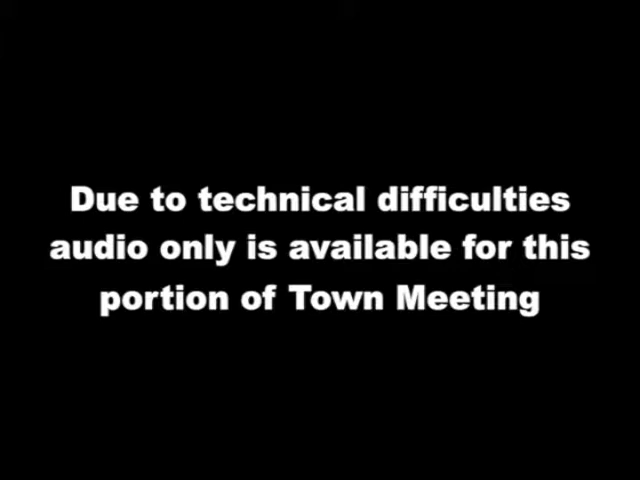 Due to technical difficulties
audio only is available for this
portion of Town Meeting